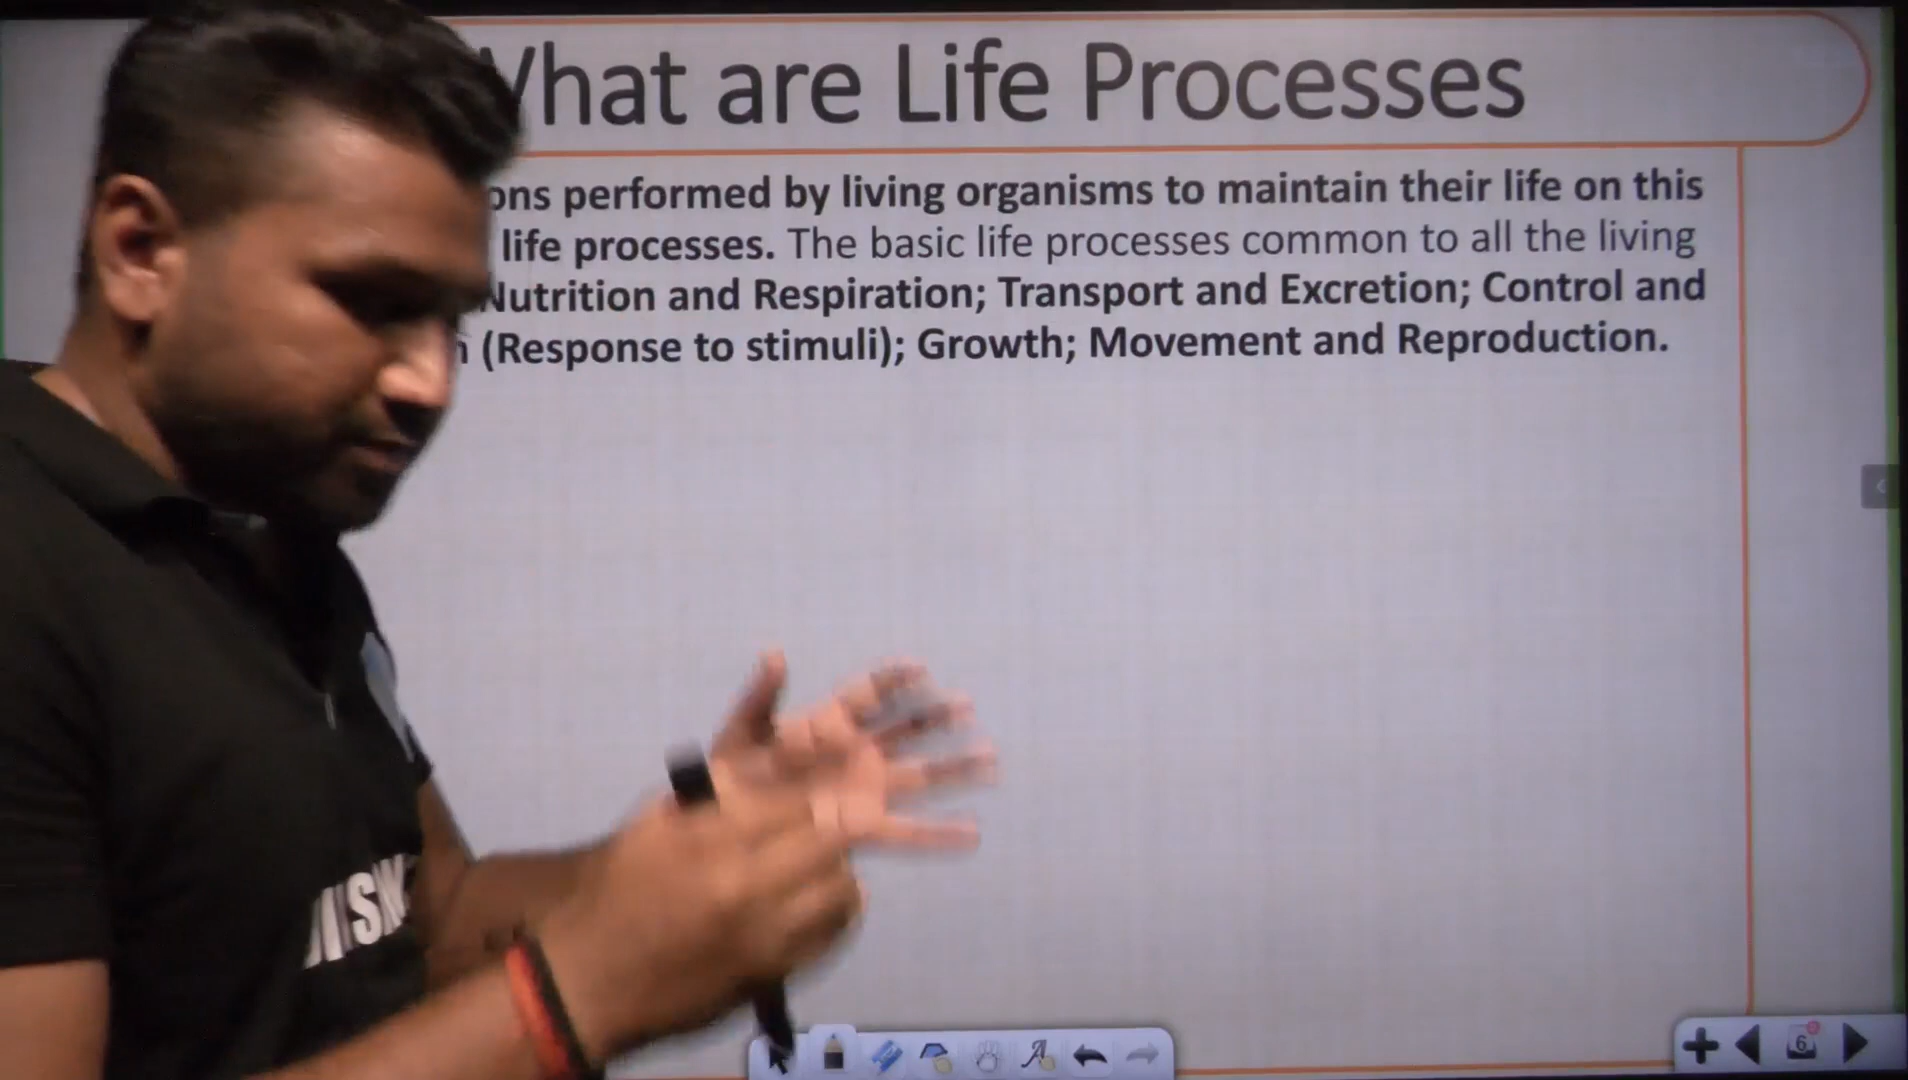 What are Life Processes
performed by living organisms to maintain their life on this
life processes. The basic life processes common to all the living
Nutrition and Respiration; Transport and Excretion; Control and
(Response to stimuli); Growth; Movement and Reproduction.
6